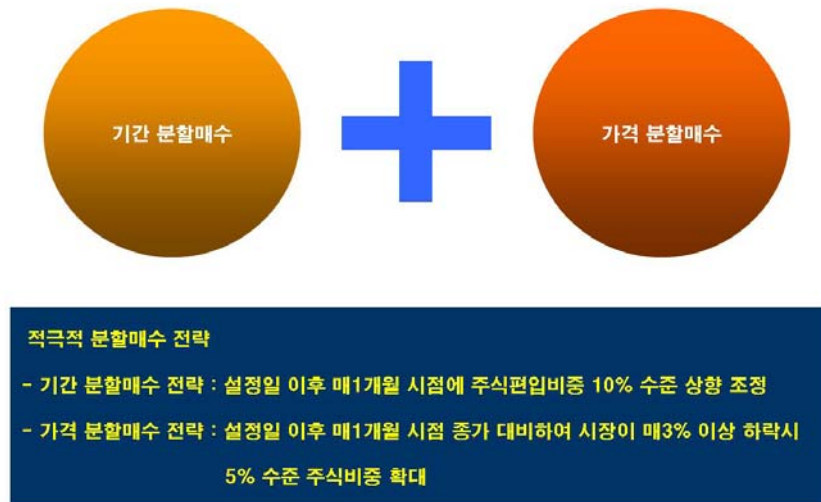 기간 분할매수
가격 분할매수
적극적 분할매수 전략
- 기간 분할매수 전략 : 설정일 이후 매1개월 시점에 주식편입비중 10% 수준 상향 조정
- 가격 분할매수 전략 : 설정일 이후 매1개월 시점 종가 대비하여 시장이 매3% 이상 하락시
5% 수준 주식비중 확대